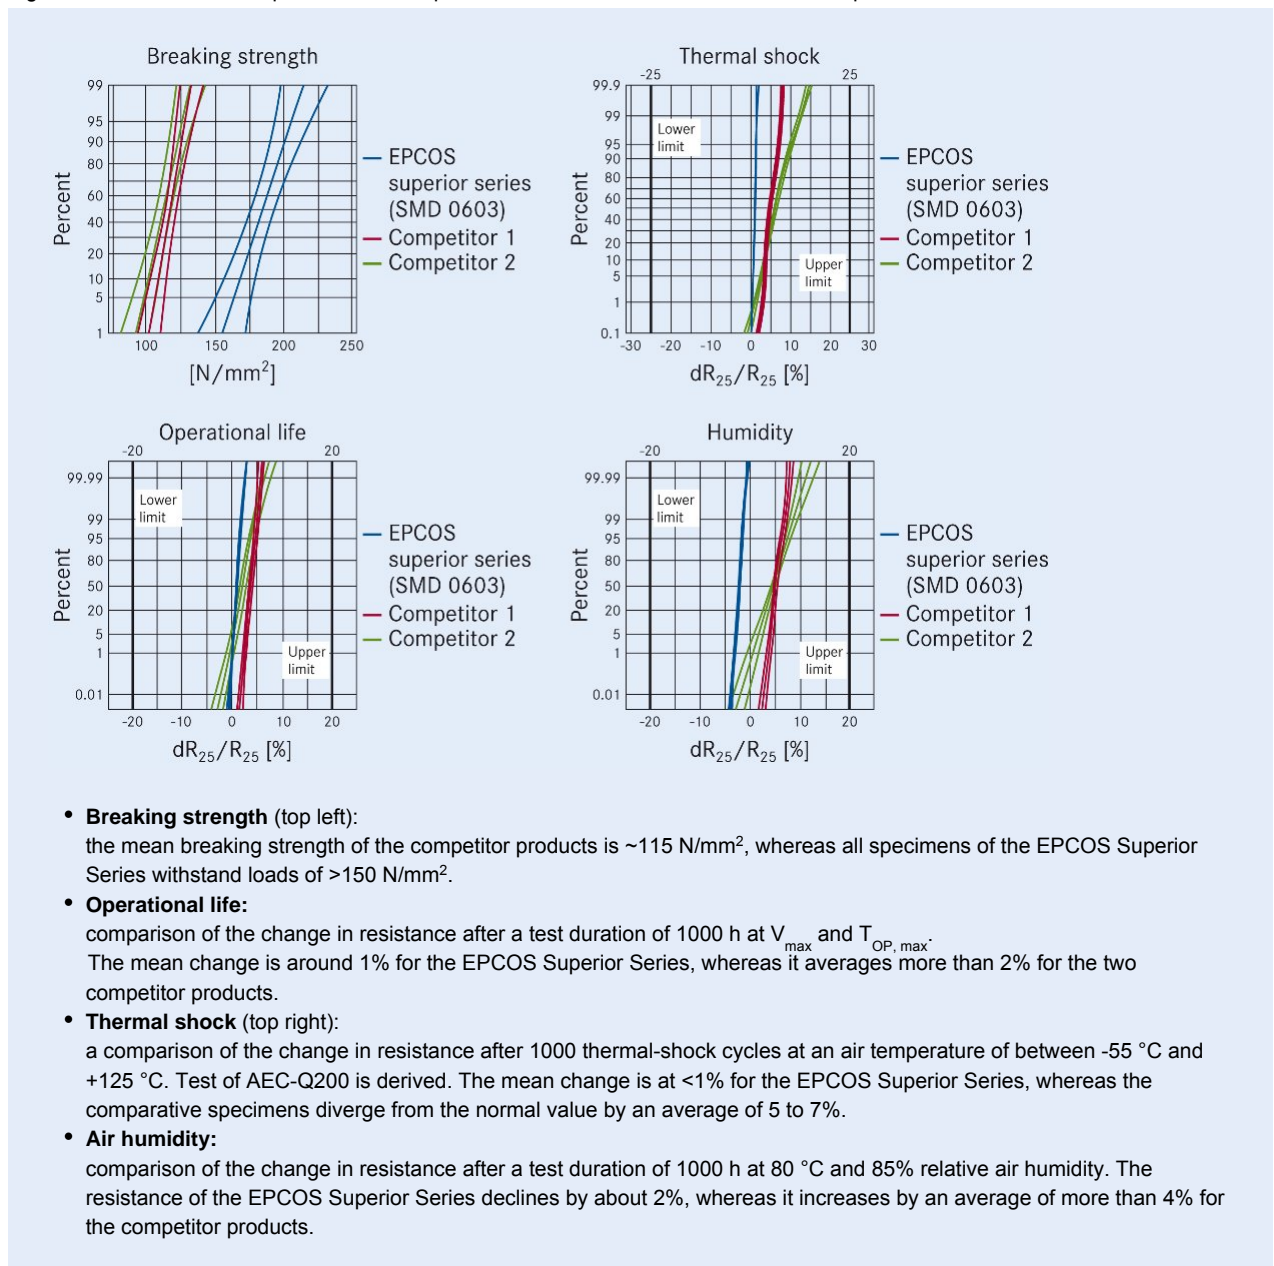 Breaking strength
99
95
90
80
60
40
20
10
5
1
Percent
100 150 200 250
[N/mm²]
EPCOS
superior series
(SMD 0603)
Competitor 1
Competitor 2
Thermal shock
-25 25
99.9
99
95
90
80
60
40
20
10
5
1
0.1
Percent
Lower
limit
Upper
limit
-30 -20 -10 0 10 20 30
dR25/R25 [%]
EPCOS
superior series
(SMD 0603)
Competitor 1
Competitor 2
Operational life
-20 20
99.99
99
95
80
50
20
5
1
0.01
Percent
Lower
limit
Upper
limit
-20 -10 0 10 20
dR25/R25 [%]
EPCOS
superior series
(SMD 0603)
Competitor 1
Competitor 2
Humidity
-20 20
99.99
99
95
80
50
20
5
1
0.01
Percent
Lower
limit
Upper
limit
-20 -10 0 10 20
dR25/R25 [%]
EPCOS
superior series
(SMD 0603)
Competitor 1
Competitor 2
• Breaking strength (top left):
the mean breaking strength of the competitor products is ~115 N/mm², whereas all specimens of the EPCOS Superior
Series withstand loads of >150 N/mm².
• Operational life:
comparison of the change in resistance after a test duration of 1000 h at Vmax and TOP, max.
The mean change is around 1% for the EPCOS Superior Series, whereas it averages more than 2% for the two
competitor products.
• Thermal shock (top right):
a comparison of the change in resistance after 1000 thermal-shock cycles at an air temperature of between -55 °C and
+125 °C. Test of AEC-Q200 is derived. The mean change is at <1% for the EPCOS Superior Series, whereas the
comparative specimens diverge from the normal value by an average of 5 to 7%.
• Air humidity:
comparison of the change in resistance after a test duration of 1000 h at 80 °C and 85% relative air humidity. The
resistance of the EPCOS Superior Series declines by about 2%, whereas it increases by an average of more than 4% for
the competitor products.